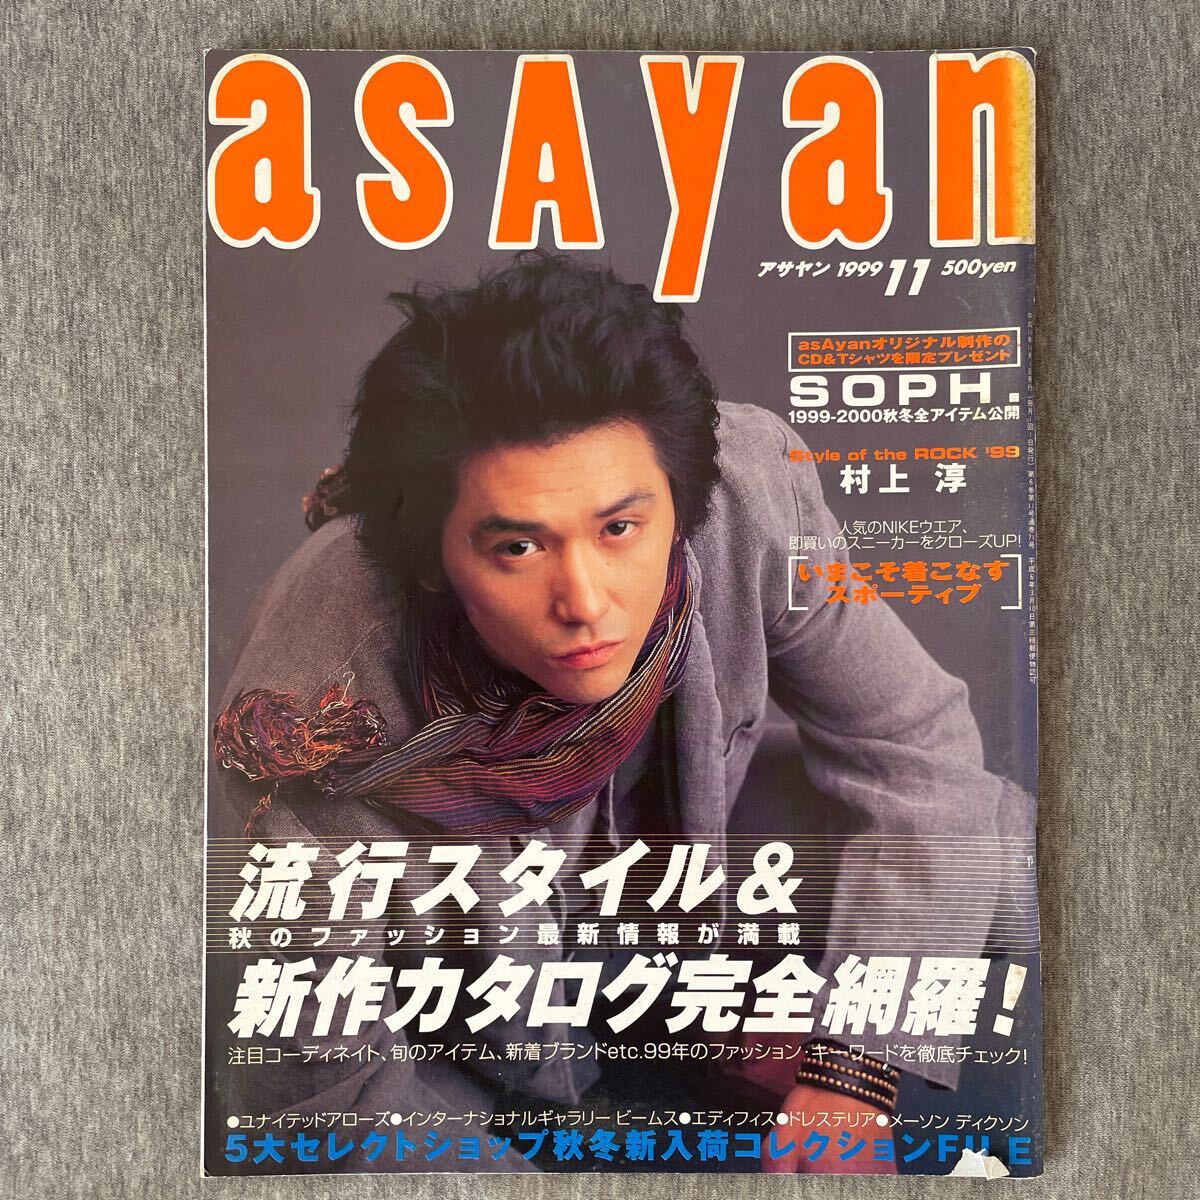 asAyan
アサヤン 1999 11 500yen
asAyanオリジナル制作の
CD&Tシャツを限定プレゼント
SOPH.
1999-2000秋冬全アイテム公開
Style of the ROCK '99
村上 淳
人気のNIKEウエア、
即買いのスニーカーをクローズUP!
いまこそ着こなす
スポーティブ
流行スタイル&
秋のファッション最新情報が満載
新作カタログ完全網羅!
注目コーディネイト、旬のアイテム、新着ブランドetc.99年のファッション・キーワードを徹底チェック!
●ユナイテッドアローズ●インターナショナルギャラリー ビームス●エディフィス●ドレステリア●メーソン ディクソン
5大セレクトショップ秋冬新入荷コレクション